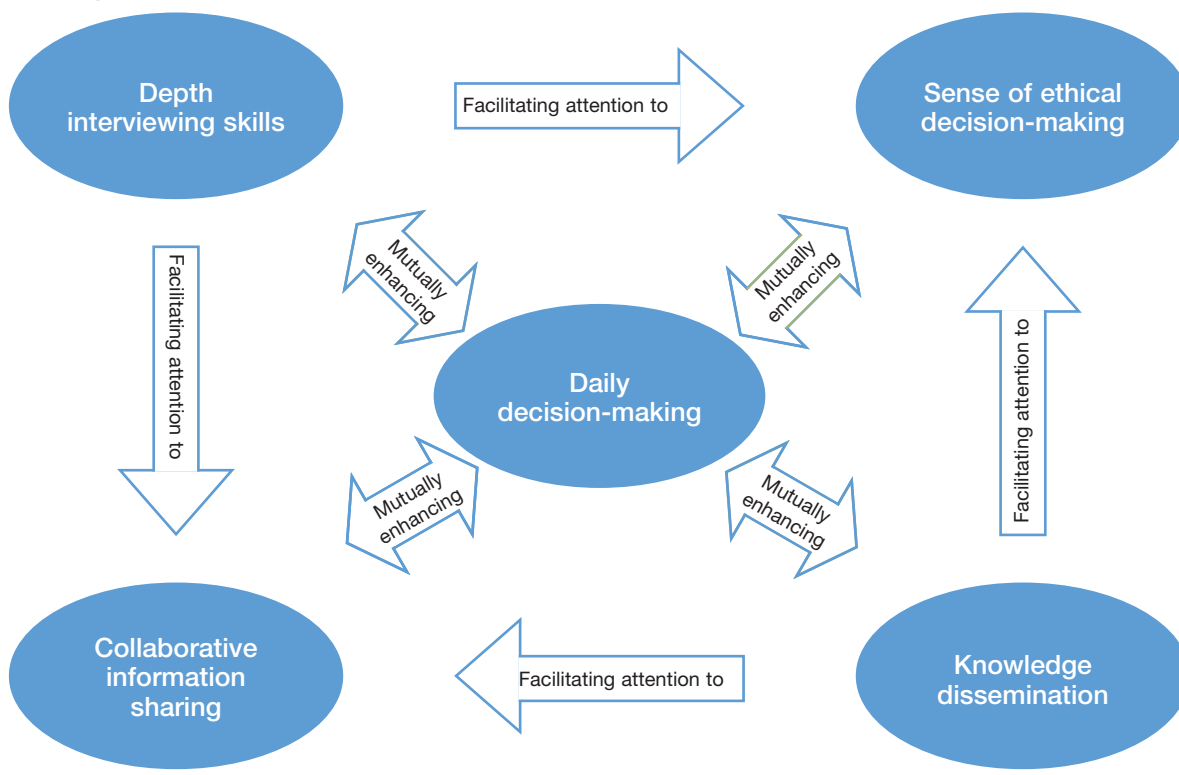 Depth
interviewing skills
Facilitating attention to
Sense of ethical
decision-making
Facilitating attention to
Mutually
enhancing
Mutually
enhancing
Facilitating attention to
Daily
decision-making
Mutually
enhancing
Mutually
enhancing
Collaborative
information
sharing
Facilitating attention to
Knowledge
dissemination